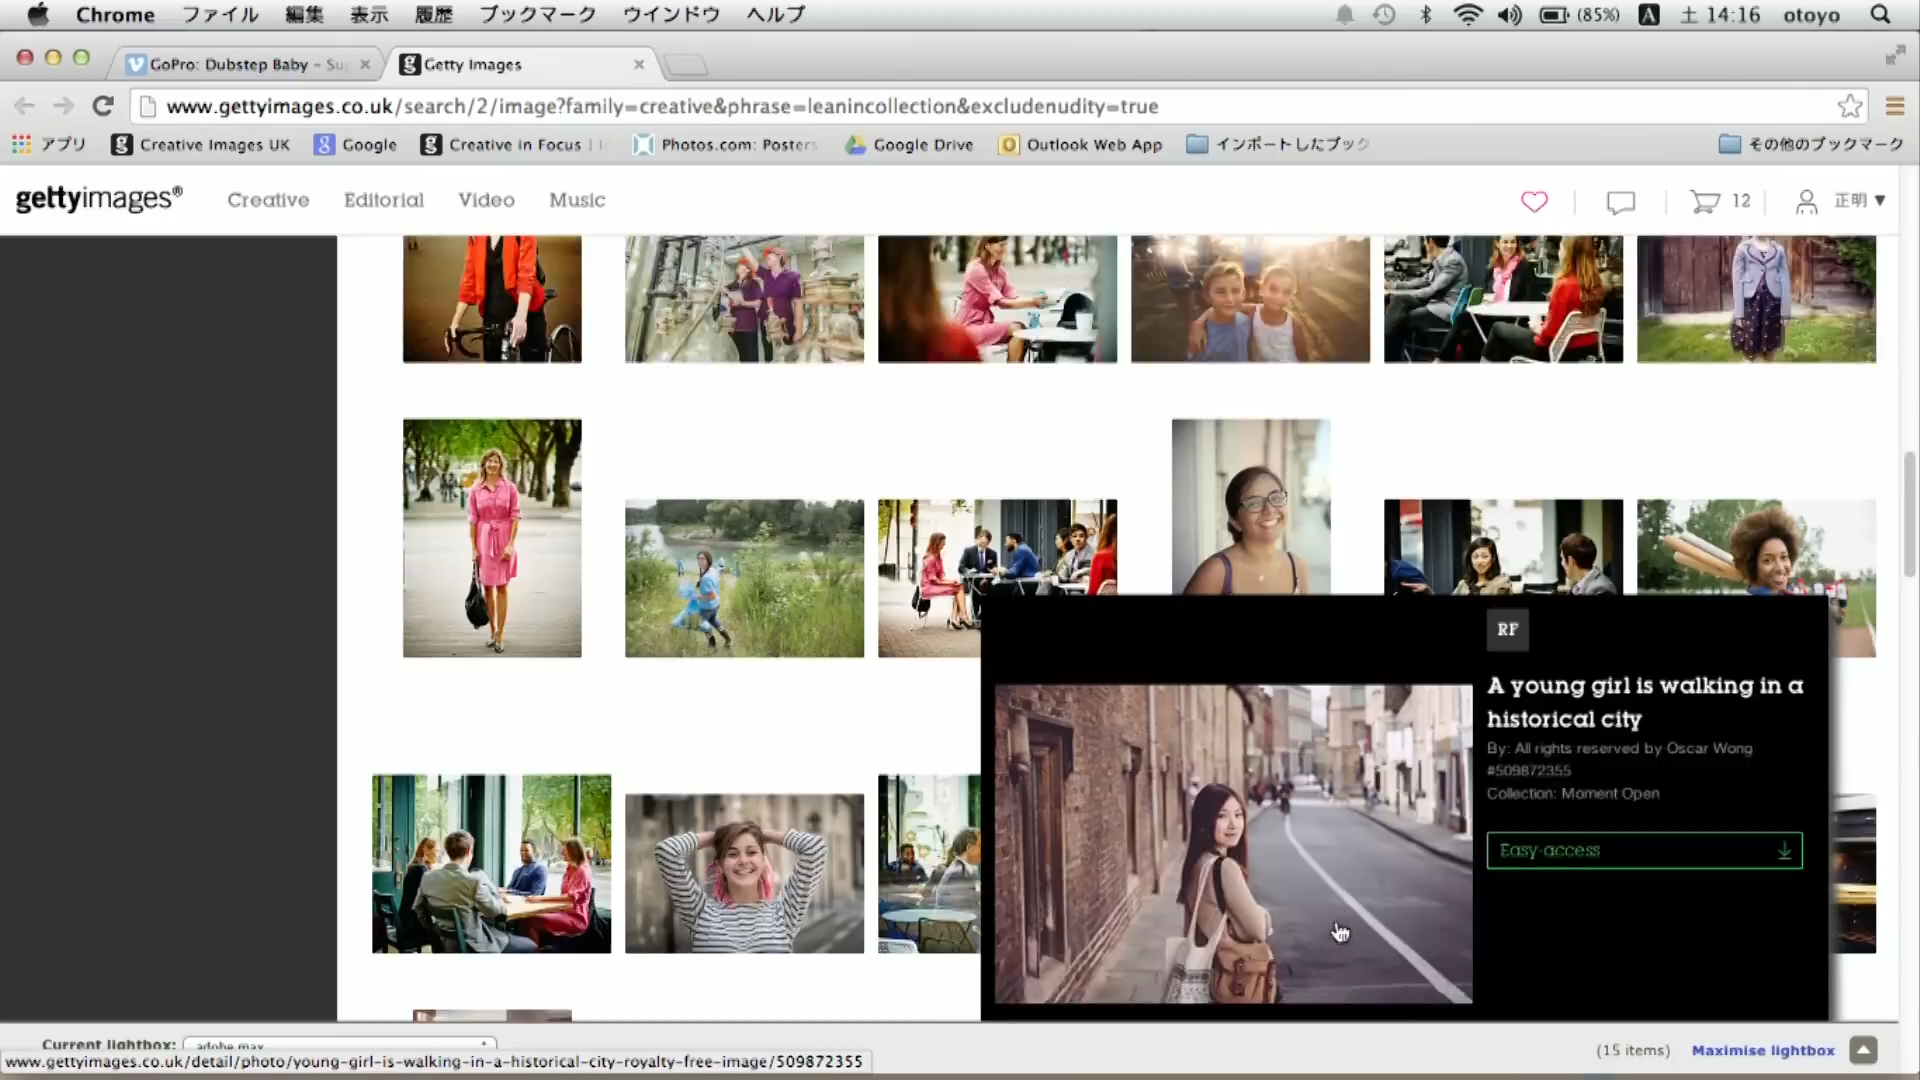 Chrome ファイル 編集 表示 履歴 ブックマーク ウインドウ ヘルプ (85%) A 土 14:16 otoyo
GoPro: Dubstep Baby – Su
Getty Images
www.gettyimages.co.uk/search/2/image?family=creative&phrase=leanincollection&excludenudity=true
アプリ Creative Images UK Google Creative in Focus Photos.com: Posters Google Drive Outlook Web App インポートしたブック その他のブックマーク
gettyimages® Creative Editorial Video Music 12 正明
RF
A young girl is walking in a
historical city
By: All rights reserved by Oscar Wong
#509872355
Collection: Moment Open
Easy-access
Current lightbox: adobe max
(15 items) Maximise lightbox
www.gettyimages.co.uk/detail/photo/young-girl-is-walking-in-a-historical-city-royalty-free-image/509872355